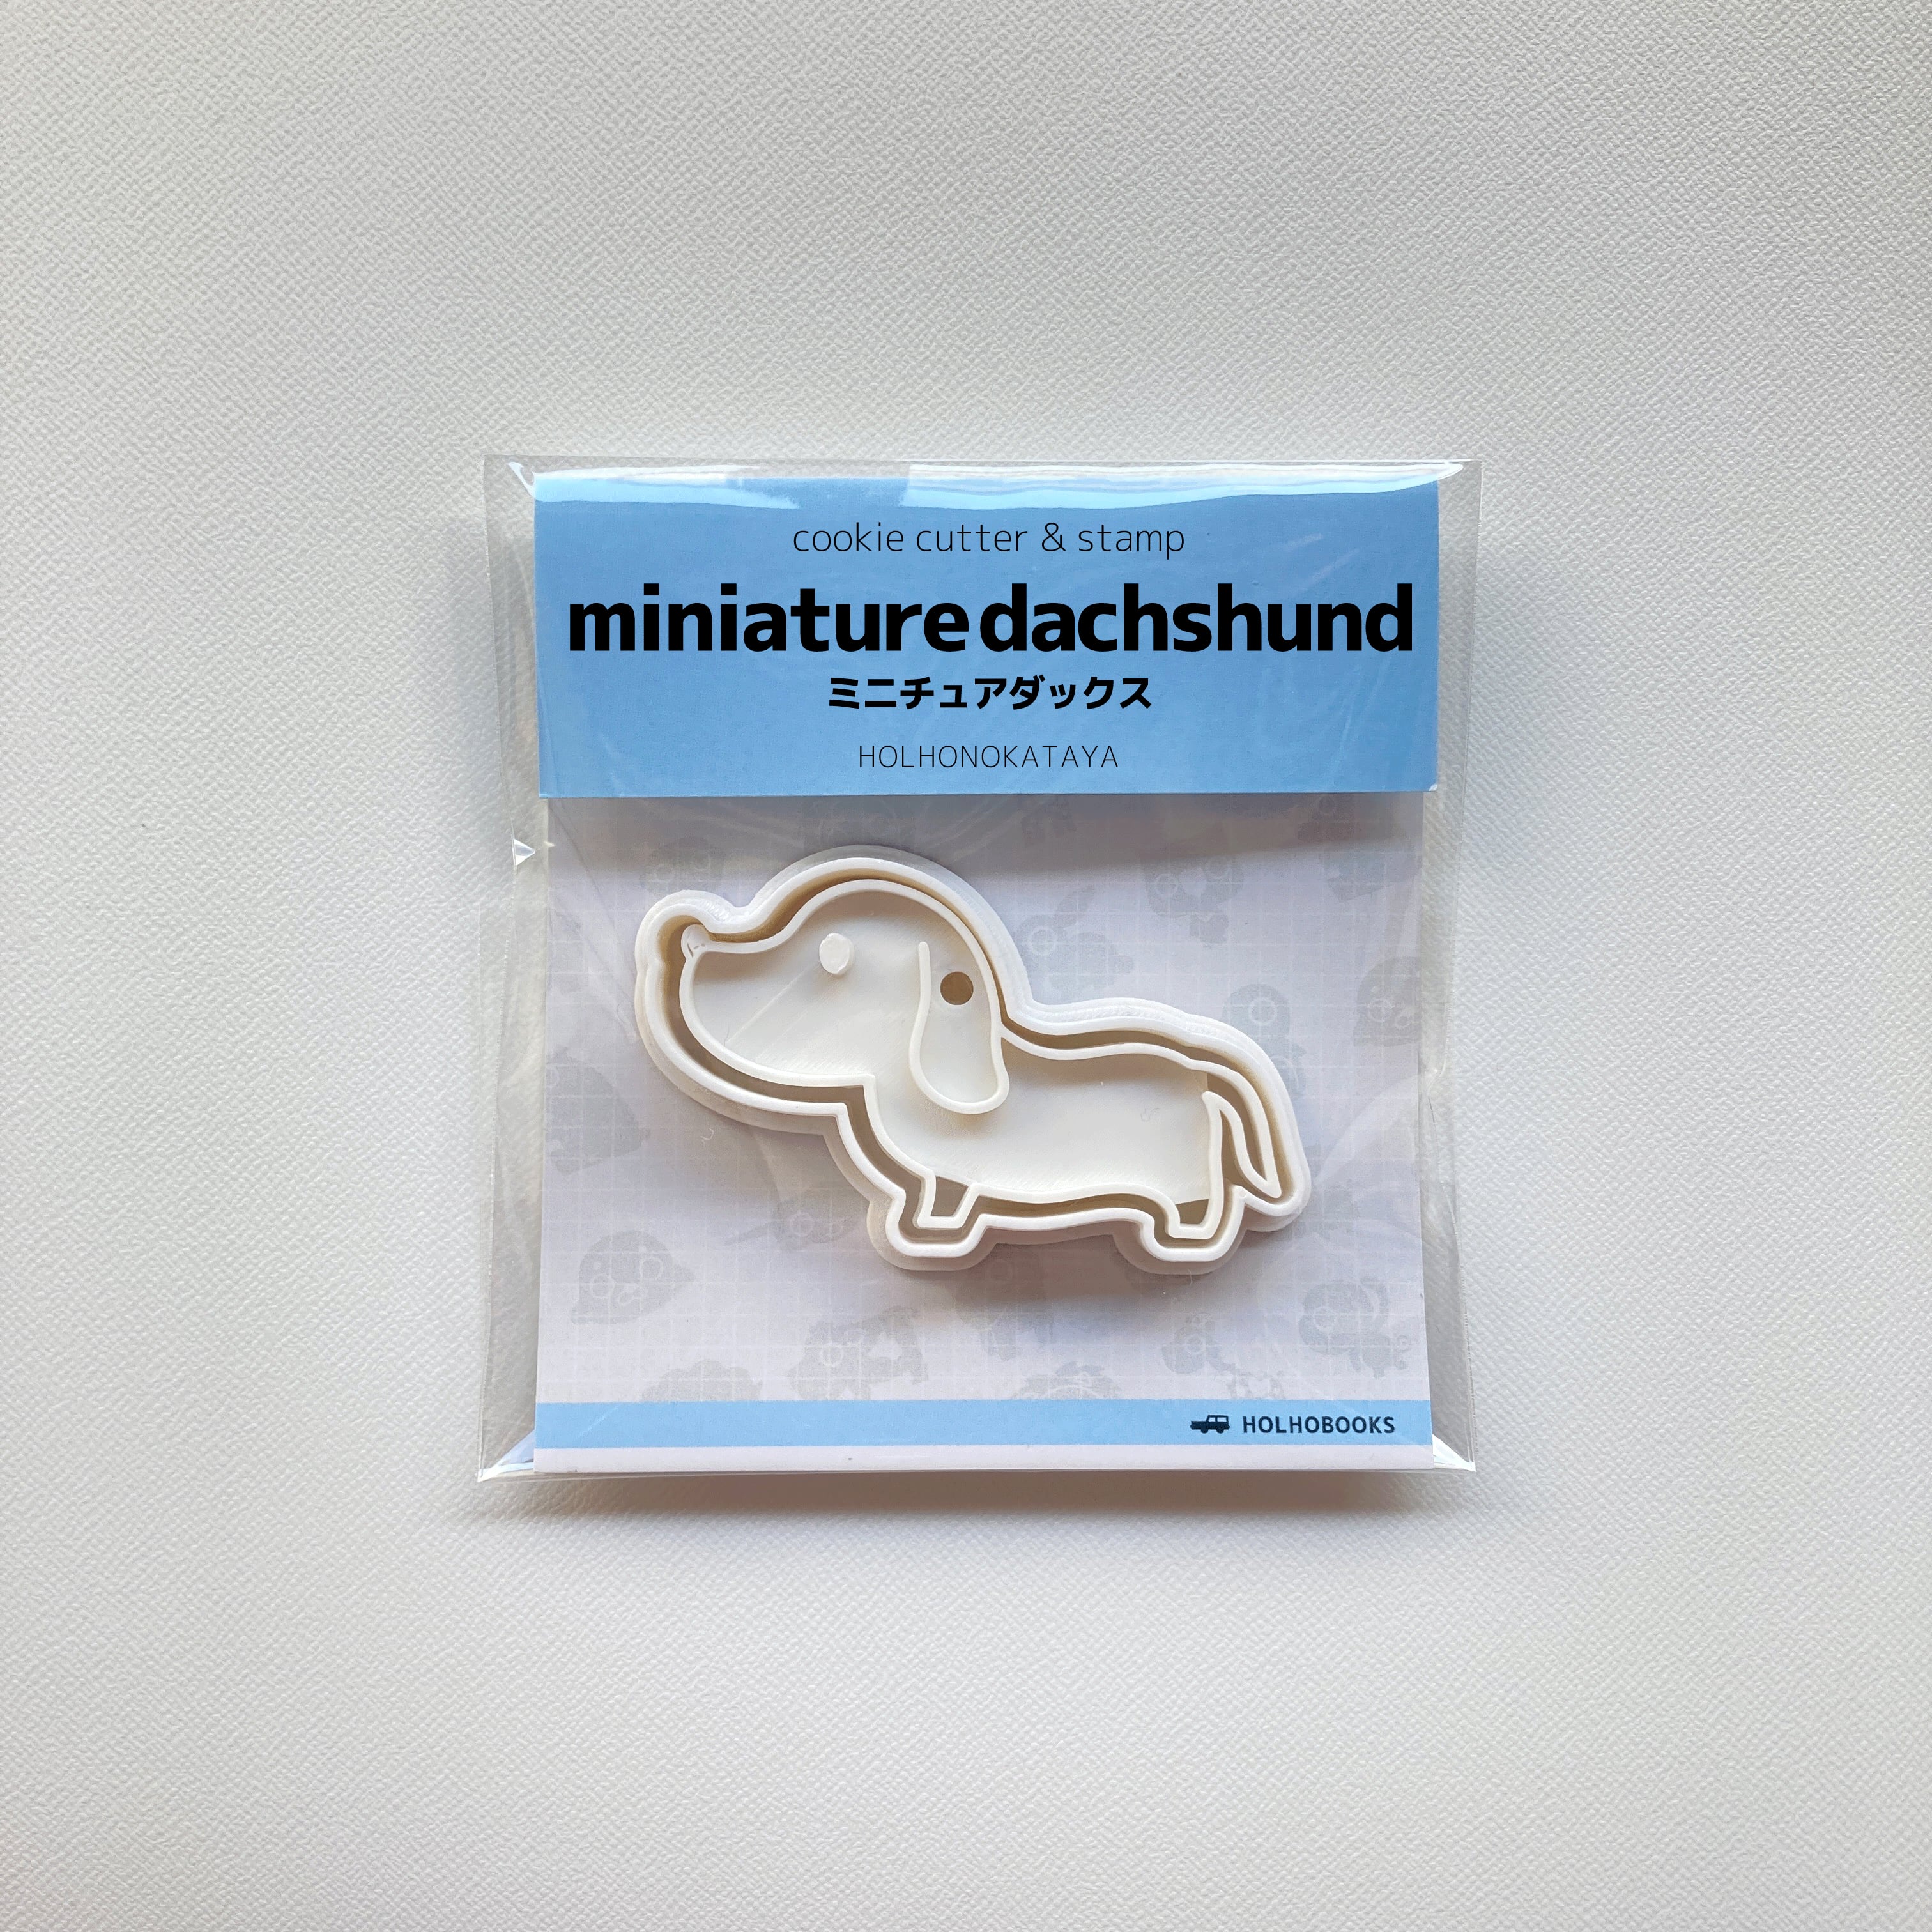 cookie cutter & stamp
miniature dachshund
ミニチュアダックス
HOLHONOKATAYA
HOLHOBOOKS